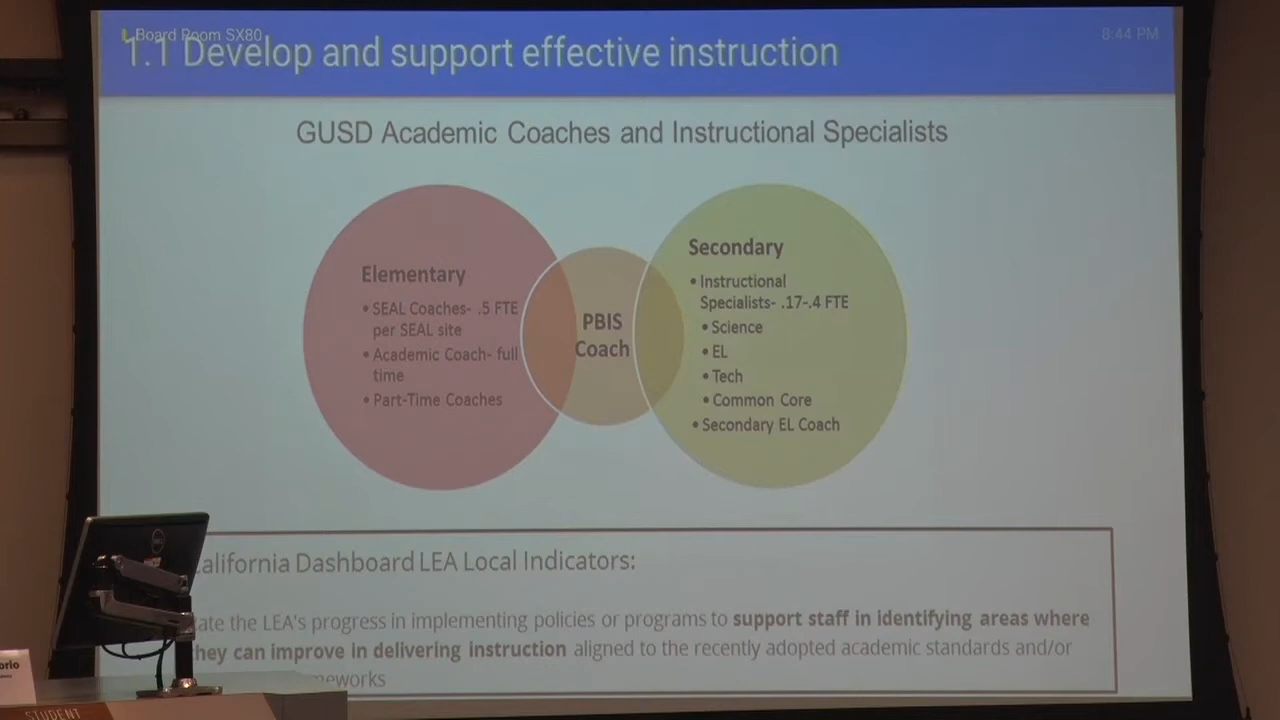 Board Room SX80
8:44 PM
1.1 Develop and support effective instruction
GUSD Academic Coaches and Instructional Specialists
Elementary
• SEAL Coaches- .5 FTE
per SEAL site
• Academic Coach- full
time
• Part-Time Coaches
PBIS
Coach
Secondary
• Instructional
Specialists- .17-.4 FTE
• Science
• EL
• Tech
• Common Core
• Secondary EL Coach
alifornia Dashboard LEA Local Indicators:
ate the LEA's progress in implementing policies or programs to support staff in identifying areas where
hey can improve in delivering instruction aligned to the recently adopted academic standards and/or
meworks
DELL
orio
STUDENT